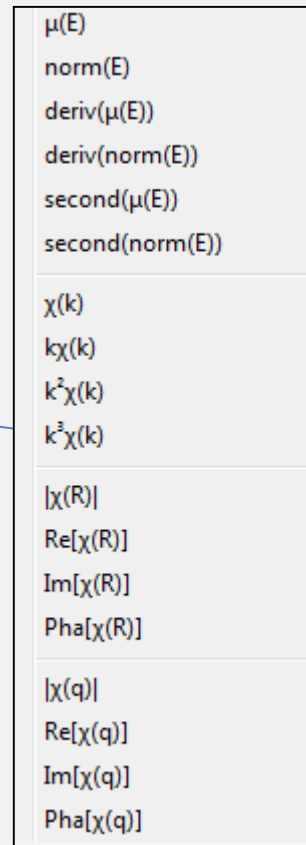 μ(E)
norm(E)
deriv(μ(E))
deriv(norm(E))
second(μ(E))
second(norm(E))
χ(k)
kχ(k)
k²χ(k)
k³χ(k)
|χ(R)|
Re[χ(R)]
Im[χ(R)]
Pha[χ(R)]
|χ(q)|
Re[χ(q)]
Im[χ(q)]
Pha[χ(q)]